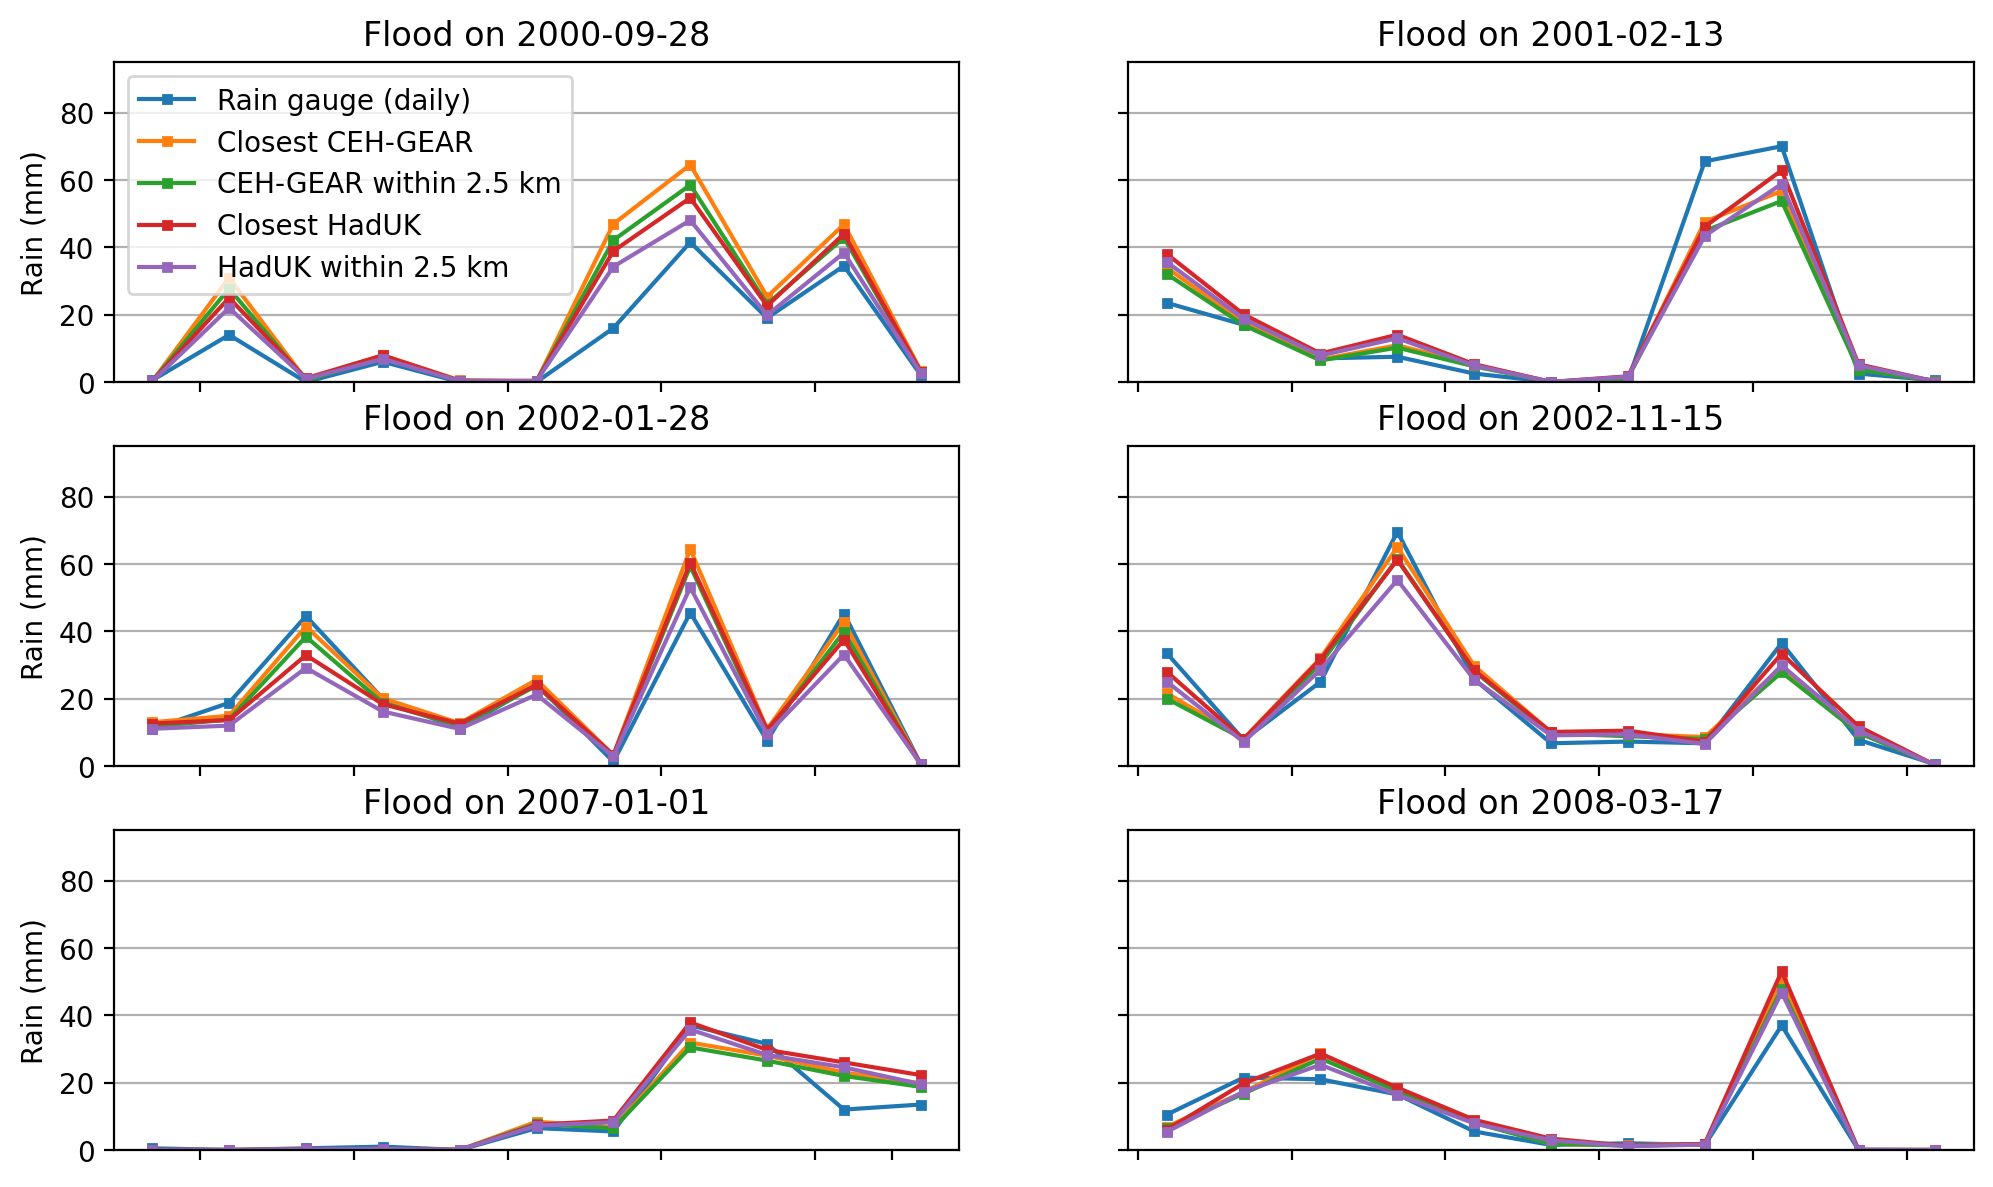 Flood on 2000-09-28
Flood on 2001-02-13
Rain (mm)
80
60
40
20
0
Rain gauge (daily)
Closest CEH-GEAR
CEH-GEAR within 2.5 km
Closest HadUK
HadUK within 2.5 km
Flood on 2002-01-28
Flood on 2002-11-15
Rain (mm)
80
60
40
20
0
Flood on 2007-01-01
Flood on 2008-03-17
Rain (mm)
80
60
40
20
0